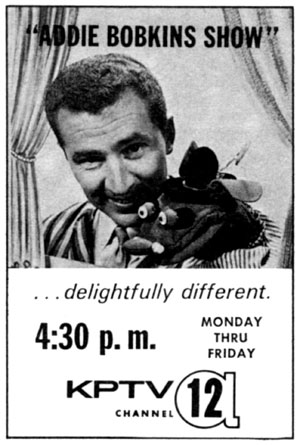 "ADDIE BOBKINS SHOW"
...delightfully different.
4:30 p. m.
MONDAY
THRU
FRIDAY
KPTV
CHANNEL 12